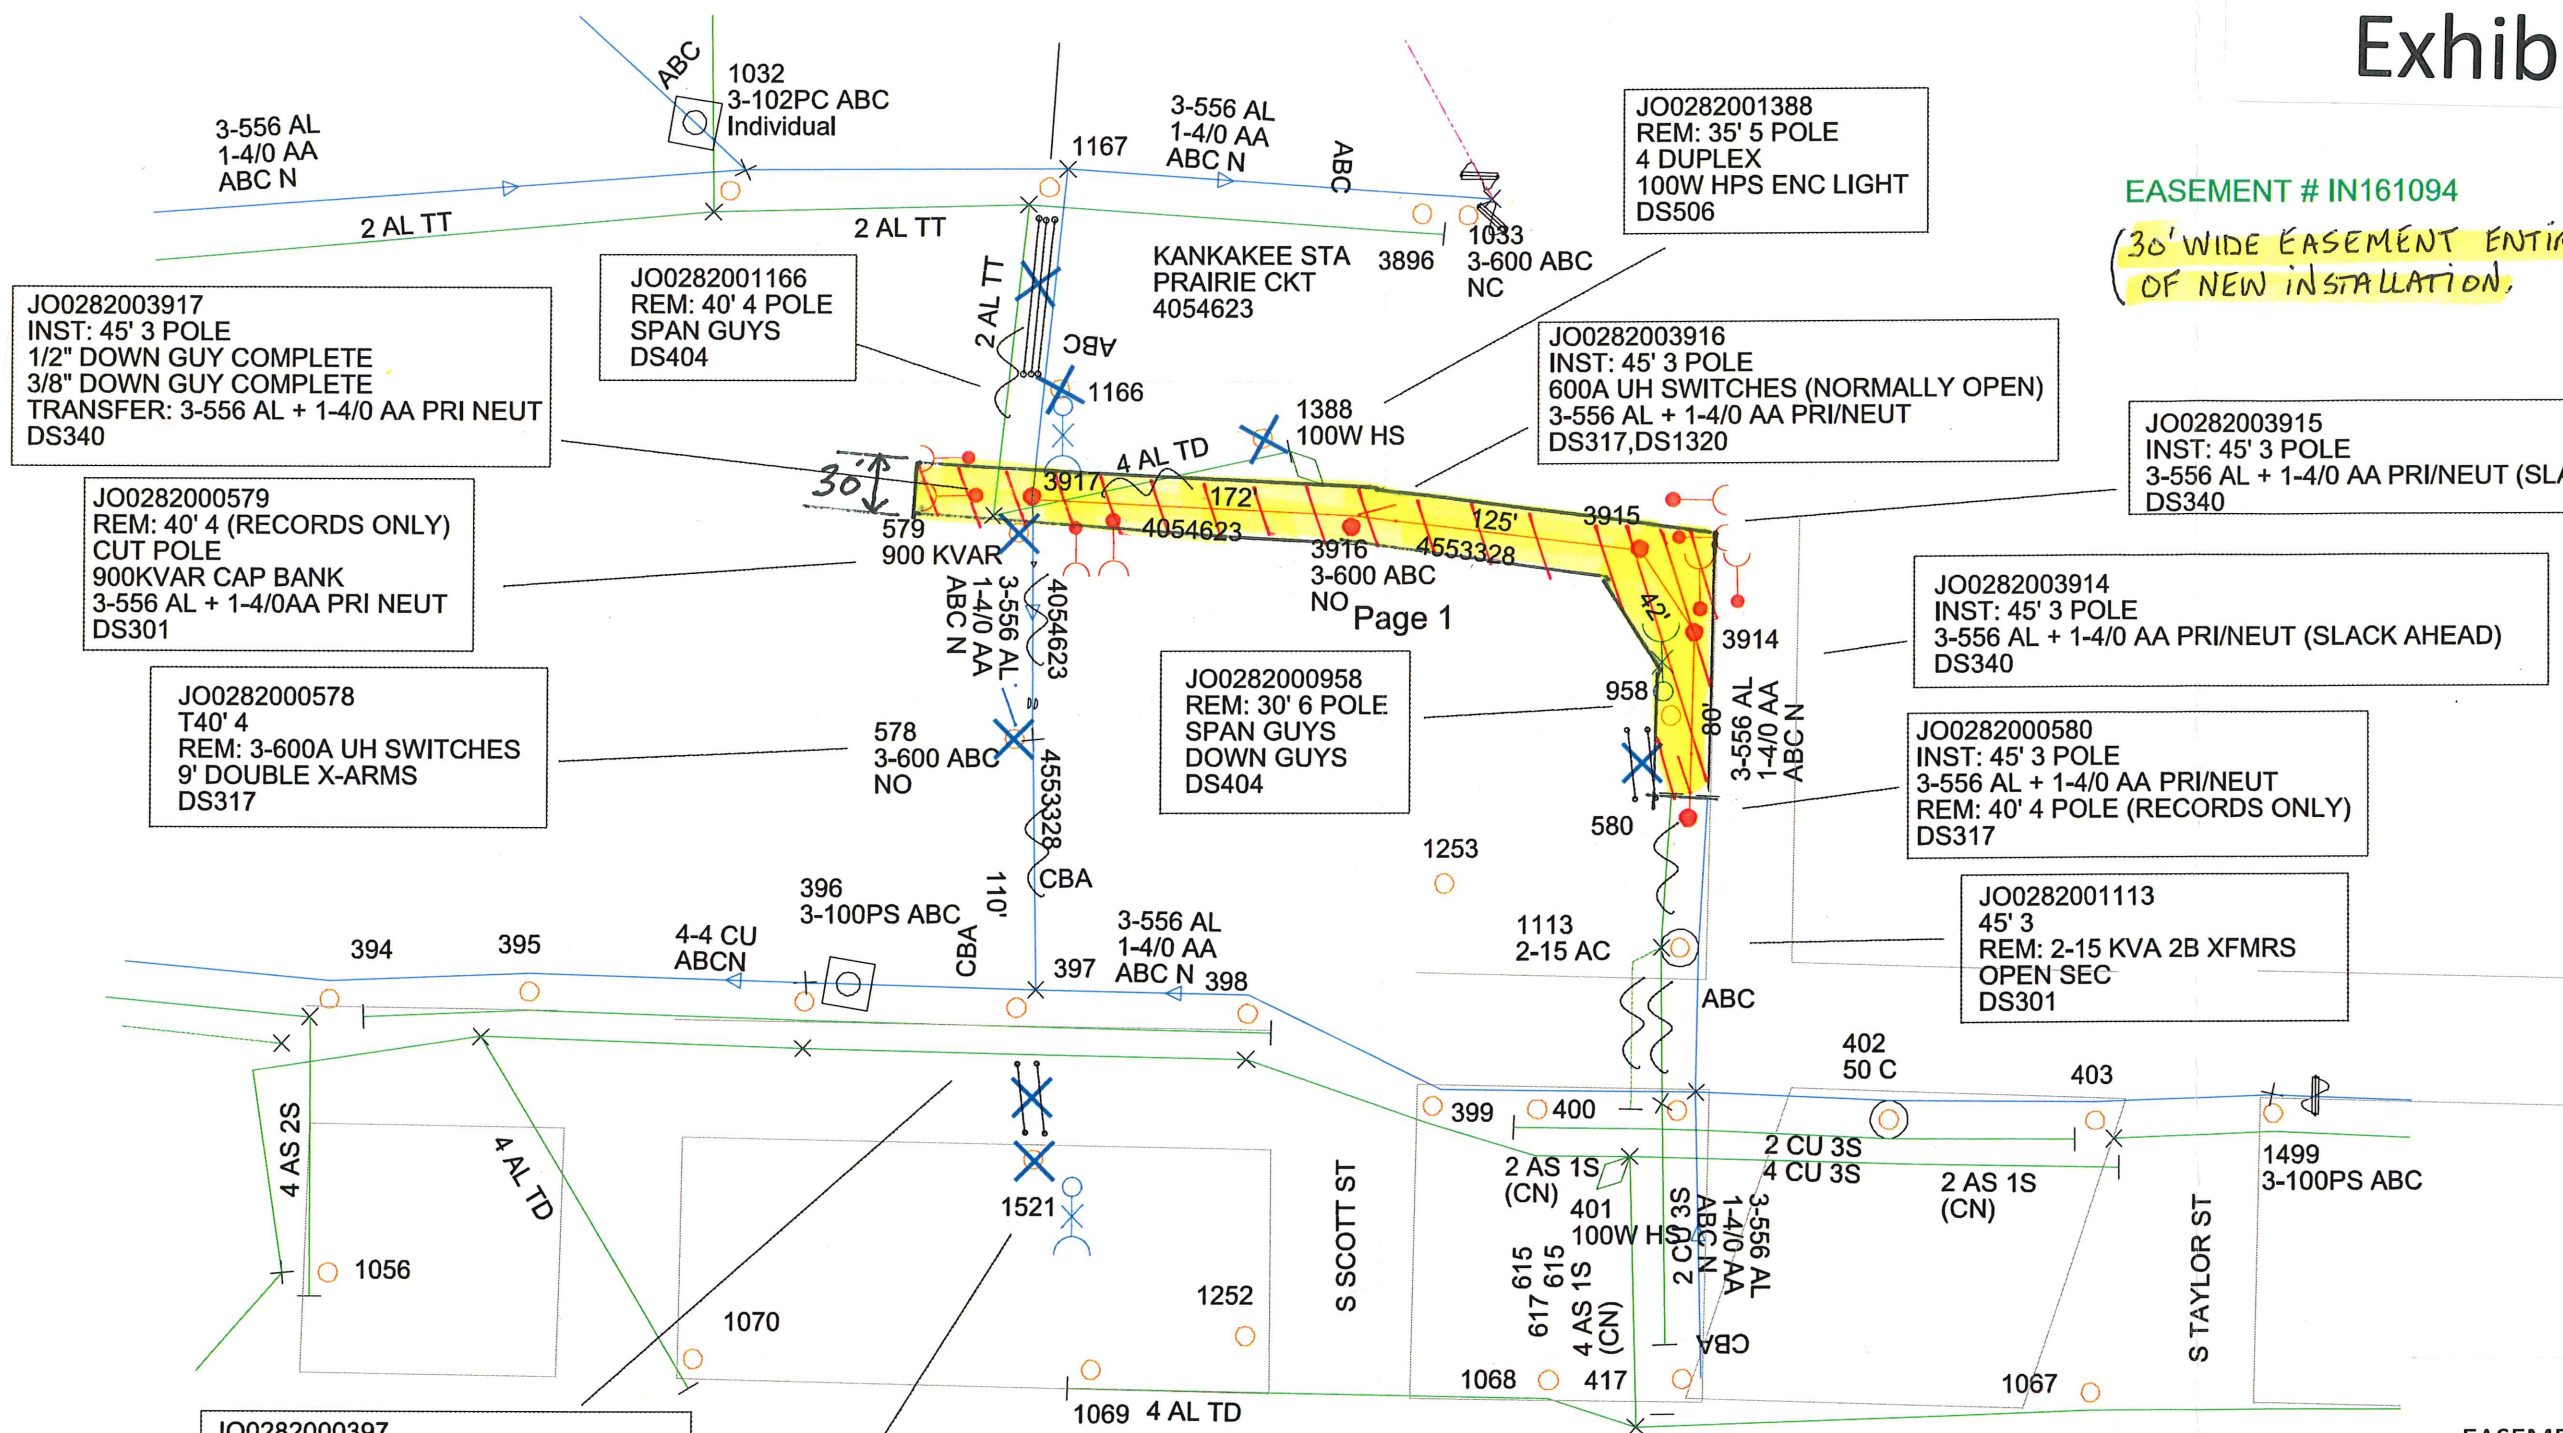 Exhib
ABC
1032
3-102PC ABC
Individual
3-556 AL
1-4/0 AA
ABC N
1167
3-556 AL
1-4/0 AA
ABC N
ABC
JO0282001388
REM: 35' 5 POLE
4 DUPLEX
100W HPS ENC LIGHT
DS506
EASEMENT # IN161094
(30' WIDE EASEMENT
OF NEW INSTALLATION.
2 AL TT
2 AL TT
KANKAKEE STA
PRAIRIE CKT
4054623
3896
1033
3-600 ABC
NC
JO0282001166
REM: 40' 4 POLE
SPAN GUYS
DS404
2 AL TT
ABC
1166
JO0282003917
INST: 45' 3 POLE
1/2" DOWN GUY COMPLETE
3/8" DOWN GUY COMPLETE
TRANSFER: 3-556 AL + 1-4/0 AA PRI NEUT
DS340
1388
100W HS
JO0282003916
INST: 45' 3 POLE
600A UH SWITCHES (NORMALLY OPEN)
3-556 AL + 1-4/0 AA PRI/NEUT
DS317,DS1320
JO0282003915
INST: 45' 3 POLE
3-556 AL + 1-4/0 AA PRI/NEUT (SLA
DS340
30'
4 AL TD
3917
172'
4054623
125'
3915
4553328
3916
3-600 ABC
NO
Page 1
JO0282000579
REM: 40' 4 (RECORDS ONLY)
CUT POLE
900KVAR CAP BANK
3-556 AL + 1-4/0AA PRI NEUT
DS301
579
900 KVAR
4054623
3-556 AL
1-4/0 AA
ABC N
42'
3914
JO0282003914
INST: 45' 3 POLE
3-556 AL + 1-4/0 AA PRI/NEUT (SLACK AHEAD)
DS340
JO0282000578
T40' 4
REM: 3-600A UH SWITCHES
9' DOUBLE X-ARMS
DS317
578
3-600 ABC
NO
JO0282000958
REM: 30' 6 POLE
SPAN GUYS
DOWN GUYS
DS404
958
80'
3-556 AL
1-4/0 AA
ABC N
JO0282000580
INST: 45' 3 POLE
3-556 AL + 1-4/0 AA PRI/NEUT
REM: 40' 4 POLE (RECORDS ONLY)
DS317
4553328
580
1253
CBA
110'
396
3-100PS ABC
CBA
3-556 AL
1-4/0 AA
ABC N
394
395
4-4 CU
ABCN
397
398
1113
2-15 AC
JO0282001113
45' 3
REM: 2-15 KVA 2B XFMRS
OPEN SEC
DS301
ABC
402
50 C
403
399
400
2 CU 3S
4 CU 3S
2 AS 1S
(CN)
2 AS 1S
(CN)
1499
3-100PS ABC
4 AS 2S
4 AL TD
1521
S SCOTT ST
401
100W HS
2 CU 3S
ABC N
1-4/0 AA
3-556 AL
S TAYLOR ST
615
615
617
4 AS 1S
(CN)
1056
1070
1252
CBA
1068
417
1067
1069
4 AL TD
JO0282000397
EASEME